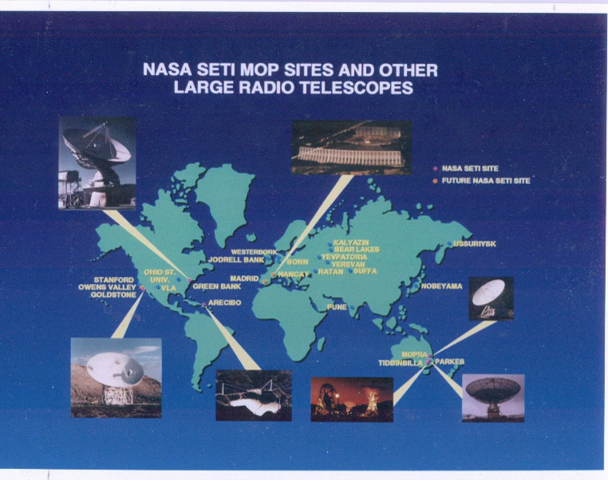 NASA SETI MOP SITES AND OTHER
LARGE RADIO TELESCOPES
NASA SETI SITE
FUTURE NASA SETI SITE
KALYAZIN
BEAR LAKES
USSURIYSK
WESTERBORK
YEVPATORIA
JODRELL BANK
BONN
YEREVAN
OHIO ST.
UNIV.
NANCAY
RATAN
SUFFA
STANFORD
MADRID
OWENS VALLEY
VLA
GREEN BANK
NOBEYAMA
GOLDSTONE
ARECIBO
PUNE
MOPRA
TIDBINBILLA
PARKES